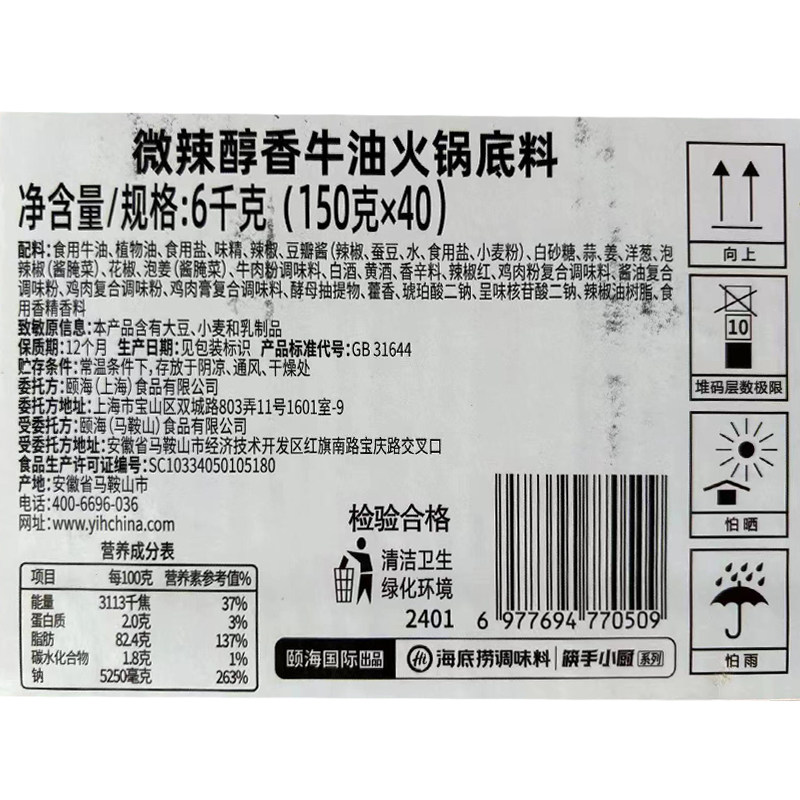 微辣醇香牛油火锅底料
净含量/规格:6千克（150克×40）
配料:食用牛油、植物油、食用盐、味精、辣椒、豆瓣酱(辣椒、蚕豆、水、食用盐、小麦粉)、白砂糖、蒜、姜、洋葱、泡
辣椒(酱腌菜)、花椒、泡姜(酱腌菜)、牛肉粉调味料、白酒、黄酒、香辛料、辣椒红、鸡肉粉复合调味料、酱油复合
调味粉、鸡肉复合调味粉、鸡肉膏复合调味料、酵母抽提物、藿香、琥珀酸二钠、呈味核苷酸二钠、辣椒油树脂、食
用香精香料
致敏原信息:本产品含有大豆、小麦和乳制品
保质期:12个月 生产日期:见包装标识 产品标准代号:GB 31644
贮存条件:常温条件下,存放于阴凉、通风、干燥处
委托方:颐海(上海)食品有限公司
委托方地址:上海市宝山区双城路803弄11号1601室-9
受委托方:颐海(马鞍山)食品有限公司
受委托方地址:安徽省马鞍山市经济技术开发区红旗南路宝庆路交叉口
食品生产许可证编号:SC10334050105180
产地:安徽省马鞍山市
电话:400-6696-036
网址:www.yihchina.com
营养成分表
项目 每100克 营养素参考值%
能量 3113千焦 37%
蛋白质 2.0克 3%
脂肪 82.4克 137%
碳水化合物 1.8克 1%
钠 5250毫克 263%
检验合格
清洁卫生
绿化环境
2401
6 977694 770509
颐海国际出品 Hi 海底捞调味料 筷手小厨 系列
向上
10
堆码层数极限
怕晒
怕雨